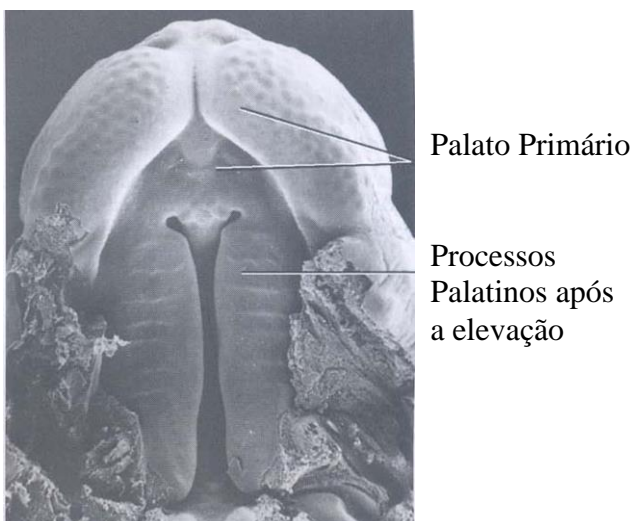 Palato Primário
Processos
Palatinos após
a elevação